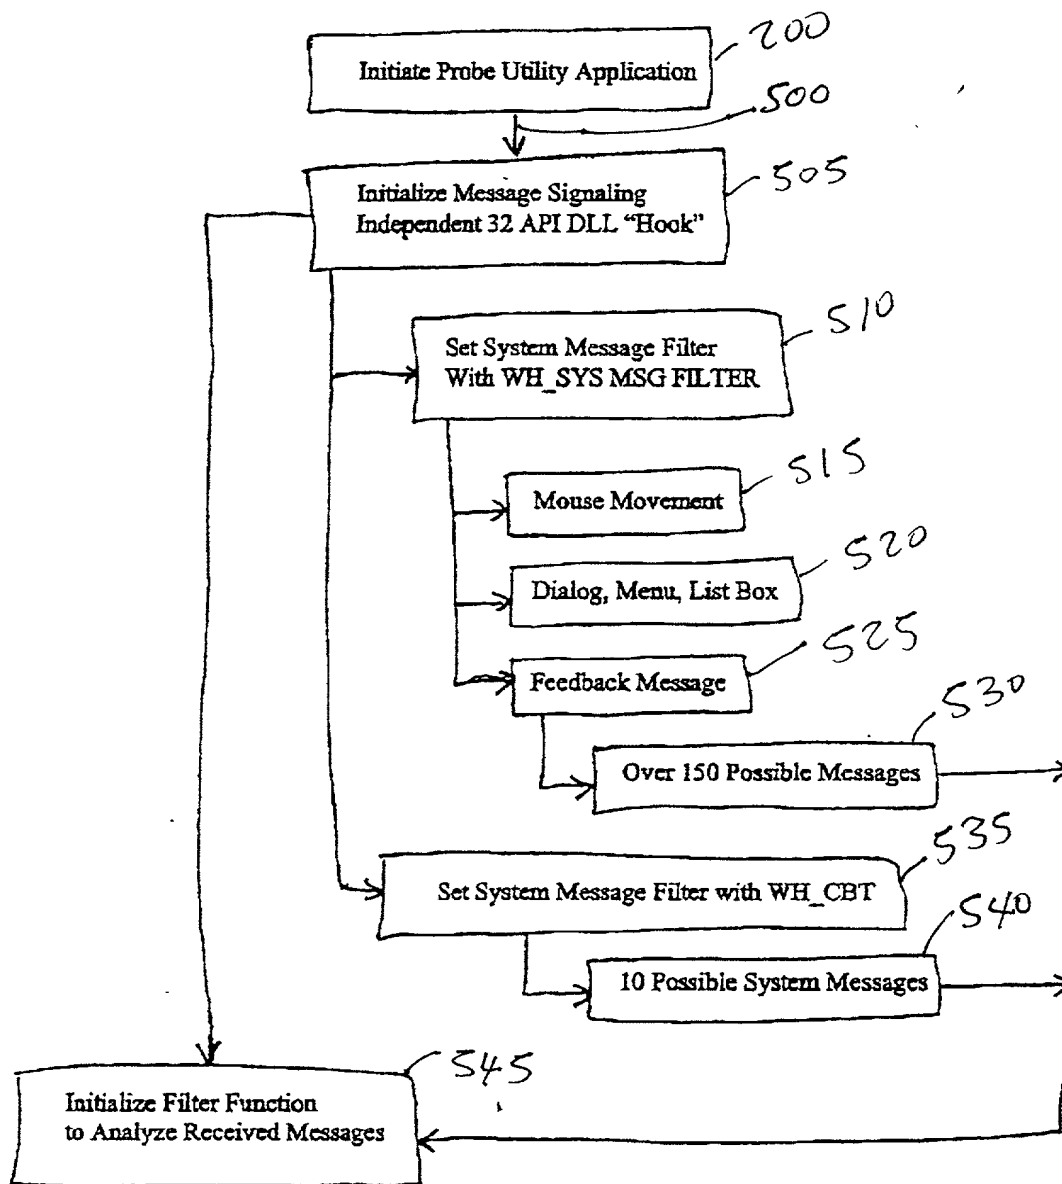 200
Initiate Probe Utility Application
500
505
Initialize Message Signaling
Independent 32 API DLL “Hook”
510
Set System Message Filter
With WH_SYS MSG FILTER
515
Mouse Movement
520
Dialog, Menu, List Box
525
Feedback Message
530
Over 150 Possible Messages
535
Set System Message Filter with WH_CBT
540
10 Possible System Messages
545
Initialize Filter Function
to Analyze Received Messages